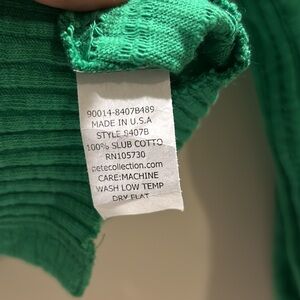 90014-8407B489
MADE IN U.S.A
STYLE 8407B
100% SLUB COTTO
RN105730
petecollection.com
CARE:MACHINE
WASH LOW TEMP
DRY FLAT